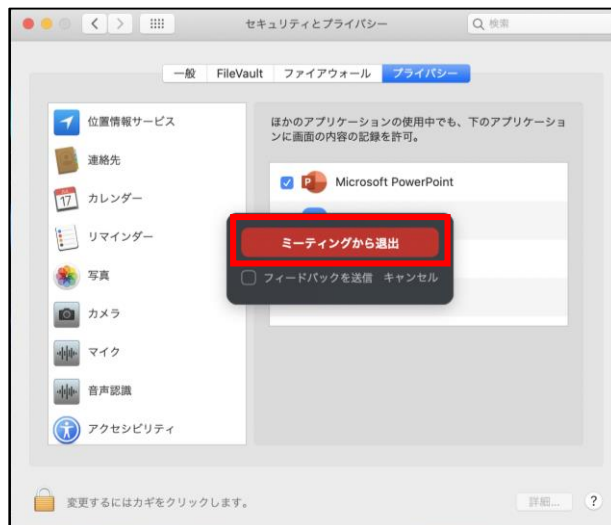 セキュリティとプライバシー
検索
一般 FileVault ファイアウォール プライバシー
位置情報サービス
連絡先
カレンダー
リマインダー
写真
カメラ
マイク
音声認識
アクセシビリティ
ほかのアプリケーションの使用中でも、下のアプリケーショ
ンに画面の内容の記録を許可。
Microsoft PowerPoint
ミーティングから退出
フィードバックを送信 キャンセル
変更するにはカギをクリックします。
詳細...
?